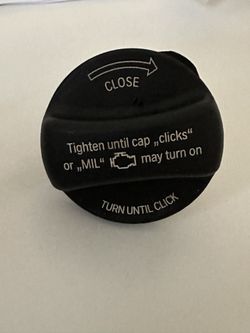 CLOSE
Tighten until cap „clicks“
or „MIL“ may turn on
TURN UNTIL CLICK